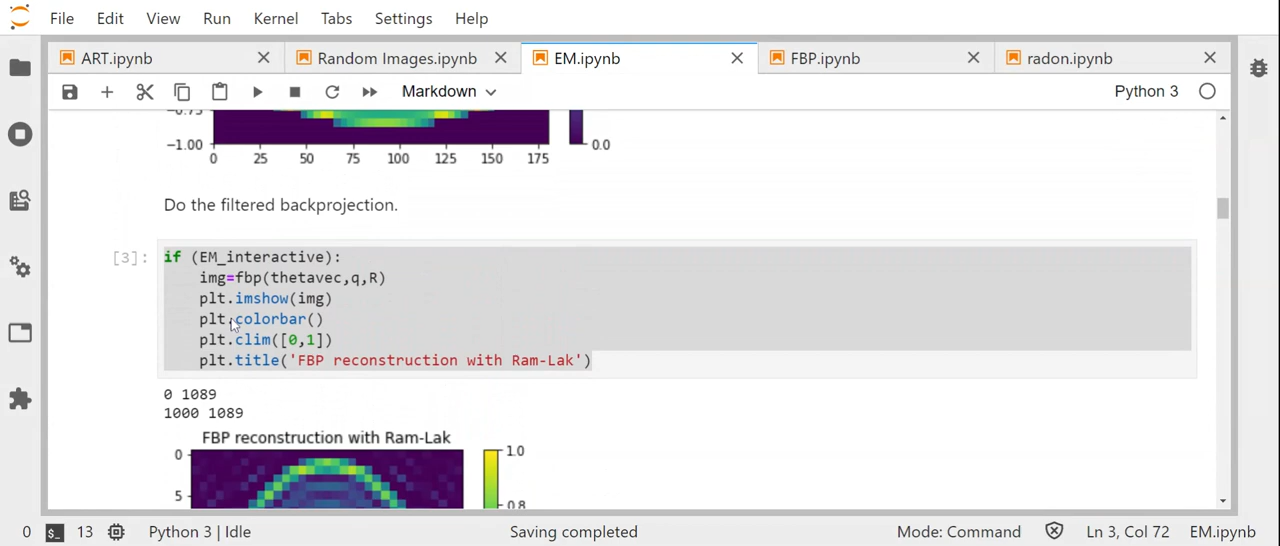 File Edit View Run Kernel Tabs Settings Help
ART.ipynb Random Images.ipynb EM.ipynb FBP.ipynb radon.ipynb
Markdown Python 3
−0.75
−1.00
0.0
0 25 50 75 100 125 150 175
Do the filtered backprojection.
[3]: if (EM_interactive):
img=fbp(thetavec,q,R)
plt.imshow(img)
plt.colorbar()
plt.clim([0,1])
plt.title('FBP reconstruction with Ram-Lak')
0 1089
1000 1089
FBP reconstruction with Ram-Lak
0 1.0
5 0.8
0 $_ 13 Python 3 | Idle Saving completed Mode: Command Ln 3, Col 72 EM.ipynb